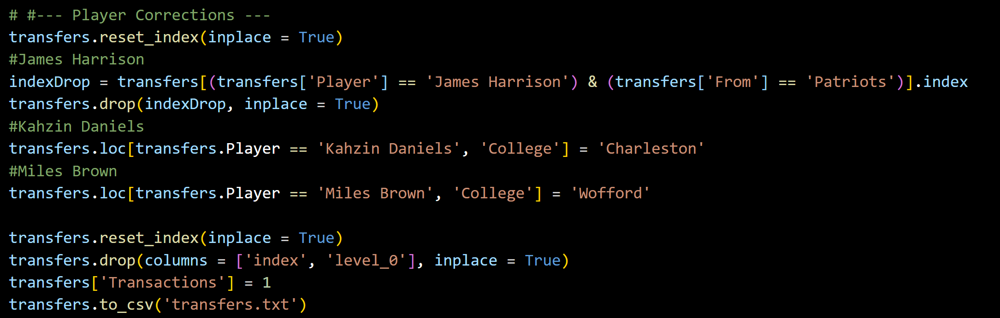 # #--- Player Corrections ---
transfers.reset_index(inplace = True)
#James Harrison
indexDrop = transfers[(transfers['Player'] == 'James Harrison') & (transfers['From'] == 'Patriots')].index
transfers.drop(indexDrop, inplace = True)
#Kahzin Daniels
transfers.loc[transfers.Player == 'Kahzin Daniels', 'College'] = 'Charleston'
#Miles Brown
transfers.loc[transfers.Player == 'Miles Brown', 'College'] = 'Wofford'
transfers.reset_index(inplace = True)
transfers.drop(columns = ['index', 'level_0'], inplace = True)
transfers['Transactions'] = 1
transfers.to_csv('transfers.txt')